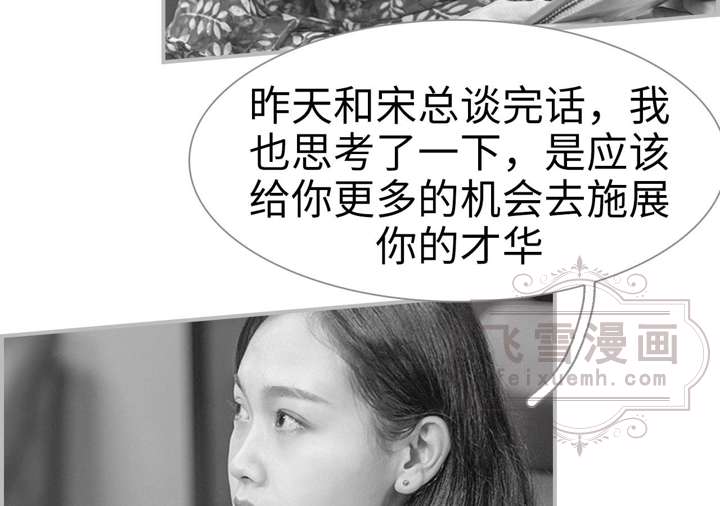 昨天和宋总谈完话，我
也思考了一下，是应该
给你更多的机会去施展
你的才华
飞雪漫画
feixuemh.com